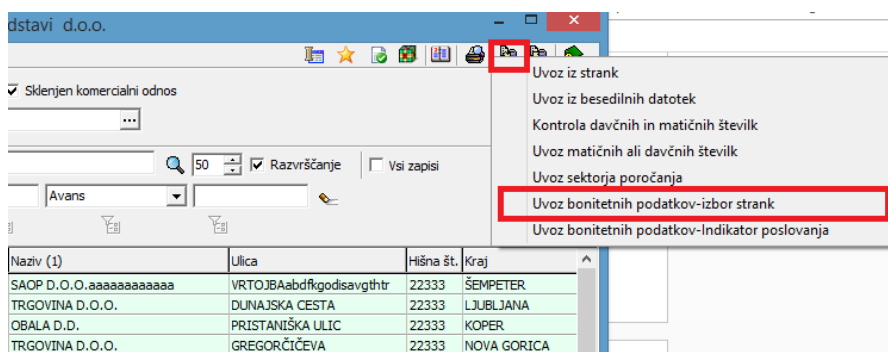 dstavi d.o.o.
Sklenjen komercialni odnos
...
50 Razvrščanje Vsi zapisi
Avans
Uvoz iz strank
Uvoz iz besedilnih datotek
Kontrola davčnih in matičnih številk
Uvoz matičnih ali davčnih številk
Uvoz sektorja poročanja
Uvoz bonitetnih podatkov-izbor strank
Uvoz bonitetnih podatkov-Indikator poslovanja
Naziv (1) Ulica Hišna št. Kraj
SAOP D.O.O.aaaaaaaaaaaa VRTOJBAabdfkgodisavgthtr 22333 ŠEMPETER
TRGOVINA D.O.O. DUNAJSKA CESTA 22333 LJUBLJANA
OBALA D.D. PRISTANIŠKA ULIC 22333 KOPER
TRGOVINA D.O.O. GREGORČIČEVA 22333 NOVA GORICA